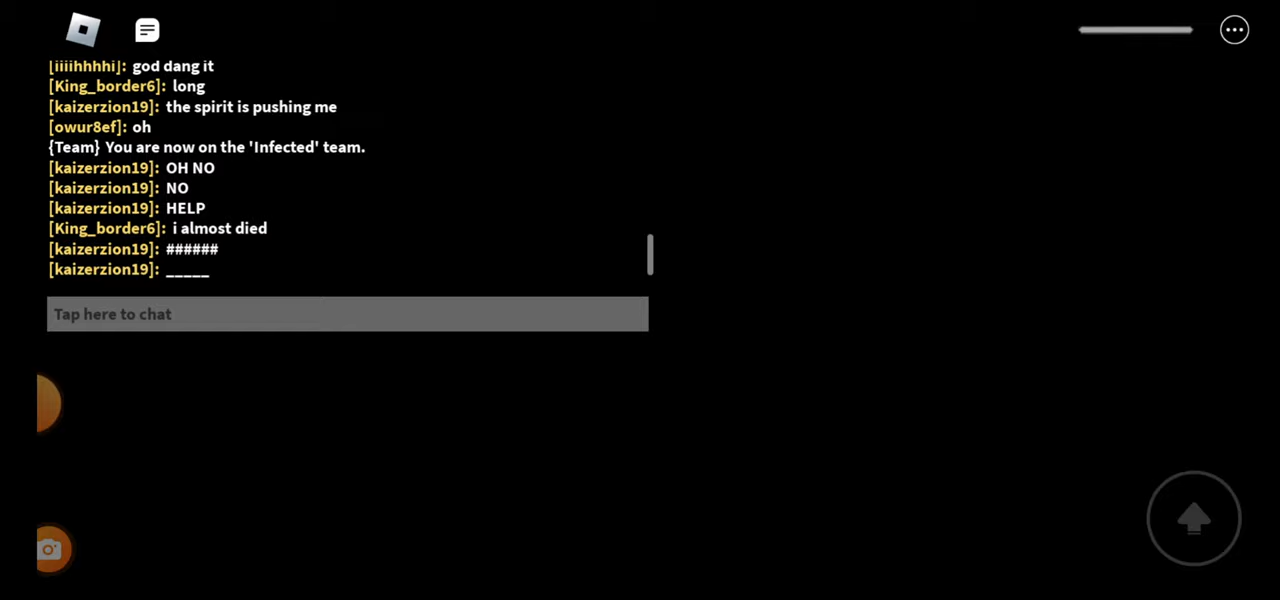 [iiiihhhhi]: god dang it
[King_border6]: long
[kaizerzion19]: the spirit is pushing me
[owur8ef]: oh
{Team} You are now on the 'Infected' team.
[kaizerzion19]: OH NO
[kaizerzion19]: NO
[kaizerzion19]: HELP
[King_border6]: i almost died
[kaizerzion19]: ######
[kaizerzion19]: _____
Tap here to chat